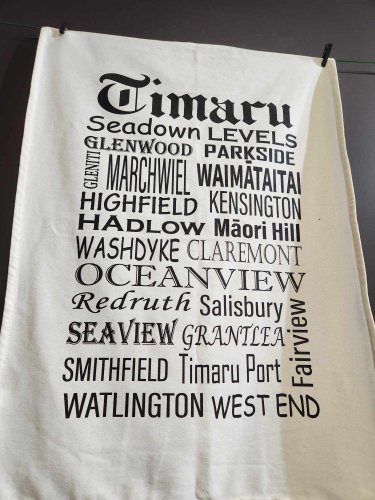 Timaru
Seadown LEVELS
GLENWOOD PARKSIDE
GLENITI
MARCHWIEL WAIMĀTAITAI
HIGHFIELD KENSINGTON
HADLOW Māori Hill
WASHDYKE CLAREMONT
OCEANVIEW
Redruth Salisbury
SEAVIEW GRANTLEA
Fairview
SMITHFIELD Timaru Port
WATLINGTON WEST END